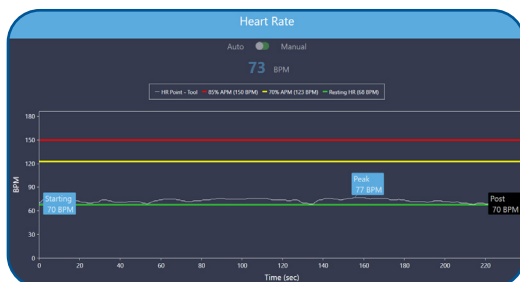 Heart Rate
Auto Manual
73 BPM
HR Point - Tool 85% APM (150 BPM) 70% APM (123 BPM) Resting HR (68 BPM)
180
150
120
90
60
30
0
BPM
Starting
70 BPM
Peak
77 BPM
Post
70 BPM
0 20 40 60 80 100 120 140 160 180 200 220
Time (sec)